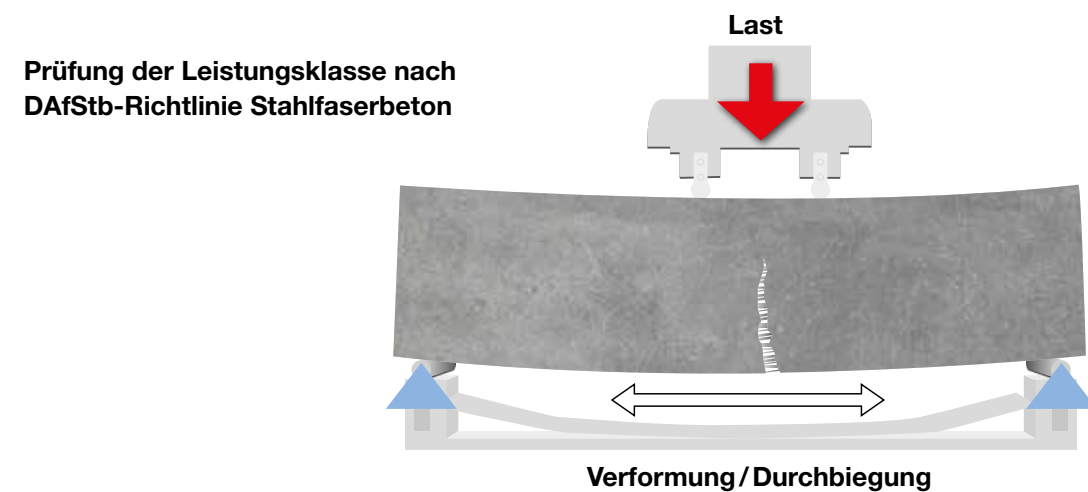 Last
Prüfung der Leistungsklasse nach
DAfStb-Richtlinie Stahlfaserbeton
Verformung / Durchbiegung